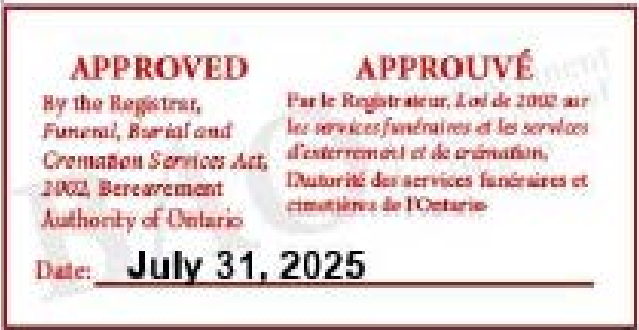 APPROVED
By the Registrar,
Funeral, Burial and
Cremation Services Act,
2002, Bereavement
Authority of Ontario
APPROUVÉ
Par le Registrateur, Loi de 2002 sur
les services funéraires et les services
d'enterrement et de crémation,
L'Autorité des services funéraires et
cimetières de l'Ontario
Date: July 31, 2025